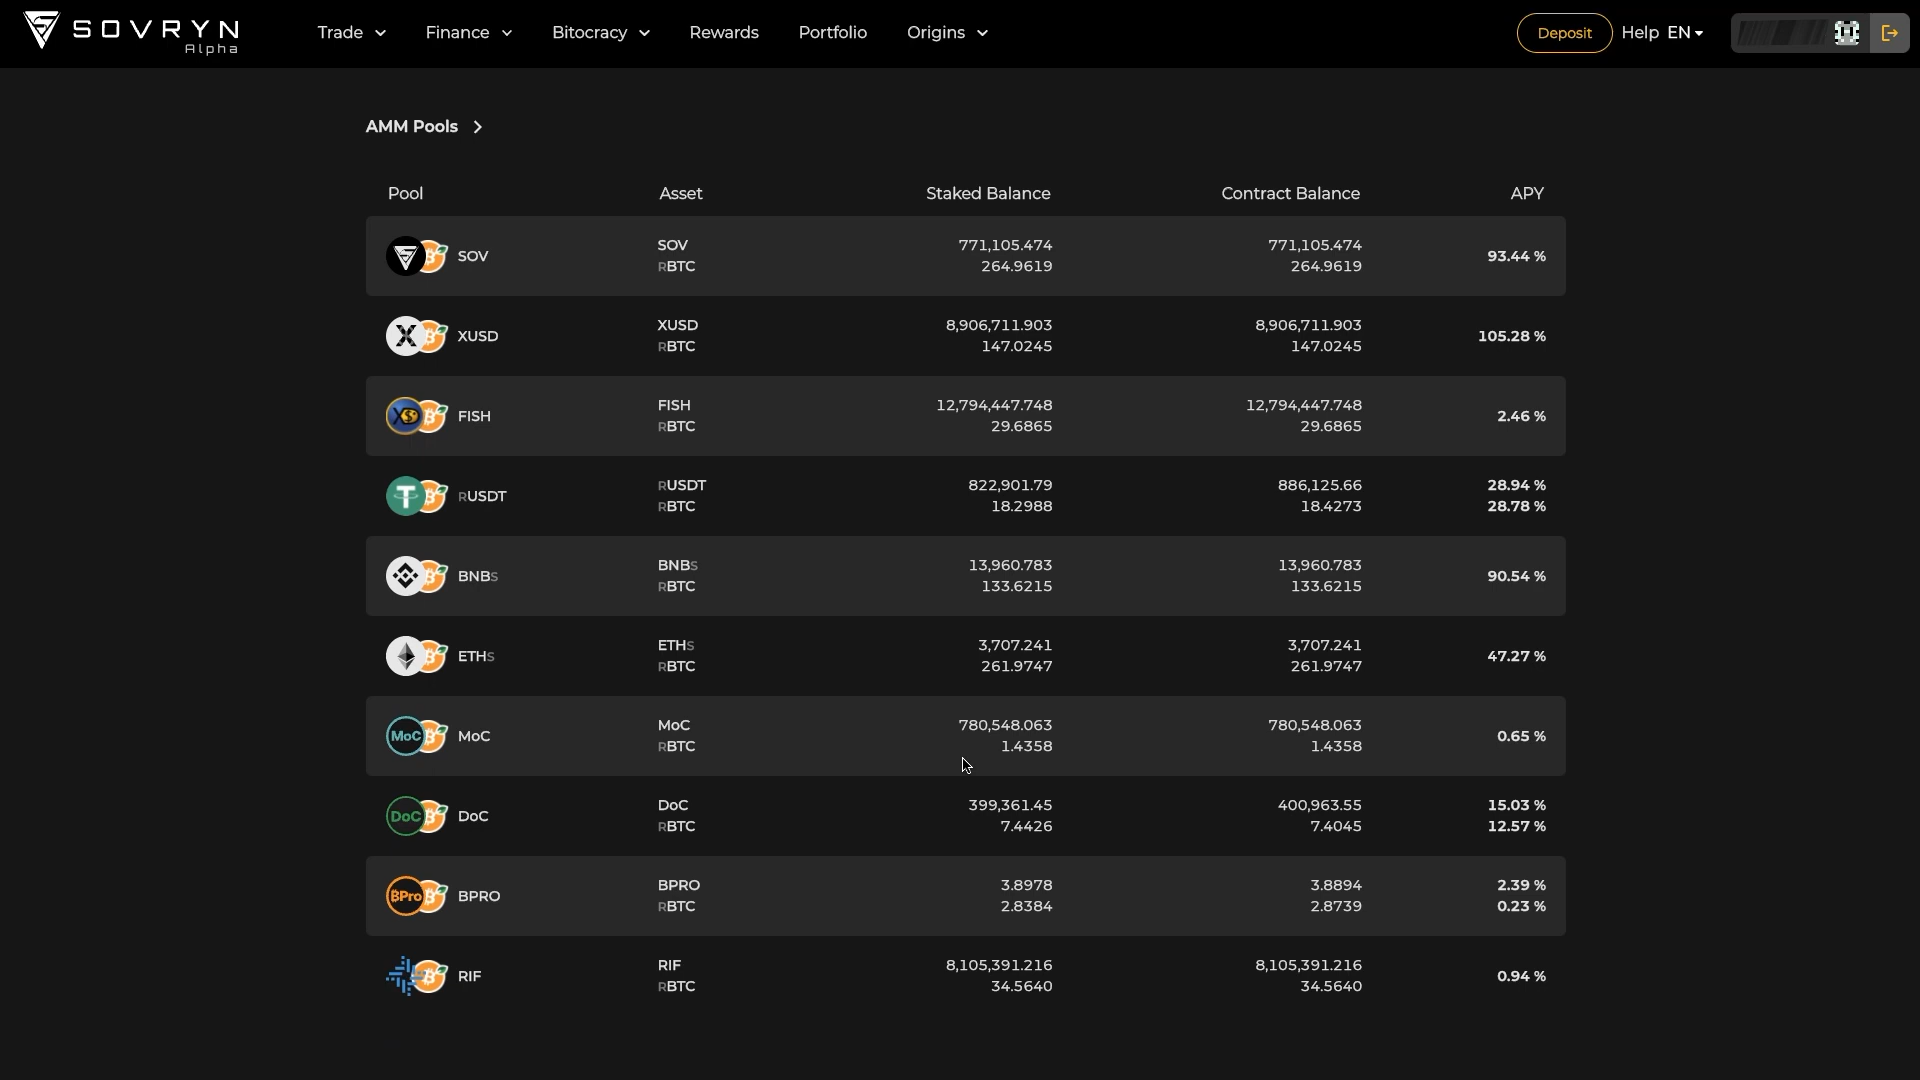 SOVRYN
Alpha
Trade
Finance
Bitocracy
Rewards
Portfolio
Origins
Deposit
Help
EN
AMM Pools
Pool Asset Staked Balance Contract Balance APY
SOV SOV 771,105.474 771,105.474 93.44 %
RBTC 264.9619 264.9619
XUSD XUSD 8,906,711.903 8,906,711.903 105.28 %
RBTC 147.0245 147.0245
FISH FISH 12,794,447.748 12,794,447.748 2.46 %
RBTC 29.6865 29.6865
RUSDT RUSDT 822,901.79 886,125.66 28.94 %
RBTC 18.2988 18.4273 28.78 %
BNBS BNBS 13,960.783 13,960.783 90.54 %
RBTC 133.6215 133.6215
ETHS ETHS 3,707.241 3,707.241 47.27 %
RBTC 261.9747 261.9747
MoC MoC MoC 780,548.063 780,548.063 0.65 %
RBTC 1.4358 1.4358
DoC DoC DoC 399,361.45 400,963.55 15.03 %
RBTC 7.4426 7.4045 12.57 %
BPro BPRO BPRO 3.8978 3.8894 2.39 %
RBTC 2.8384 2.8739 0.23 %
RIF RIF 8,105,391.216 8,105,391.216 0.94 %
RBTC 34.5640 34.5640